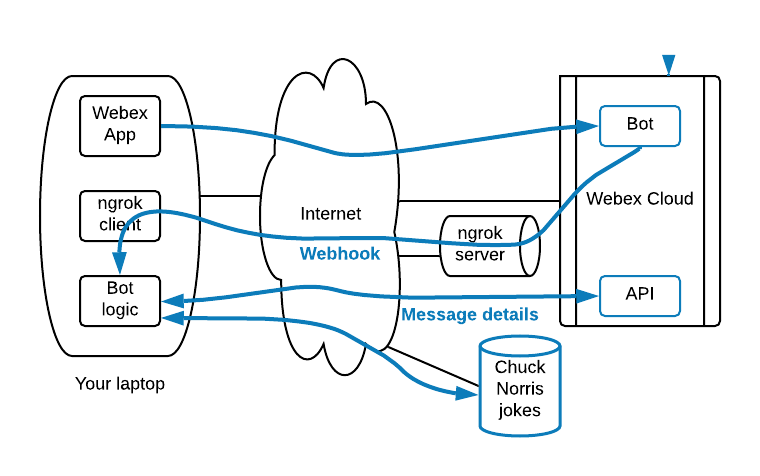 Webex
App
Bot
ngrok
client
Webex Cloud
Internet
ngrok
server
Webhook
Bot
logic
API
Message details
Chuck
Norris
jokes
Your laptop